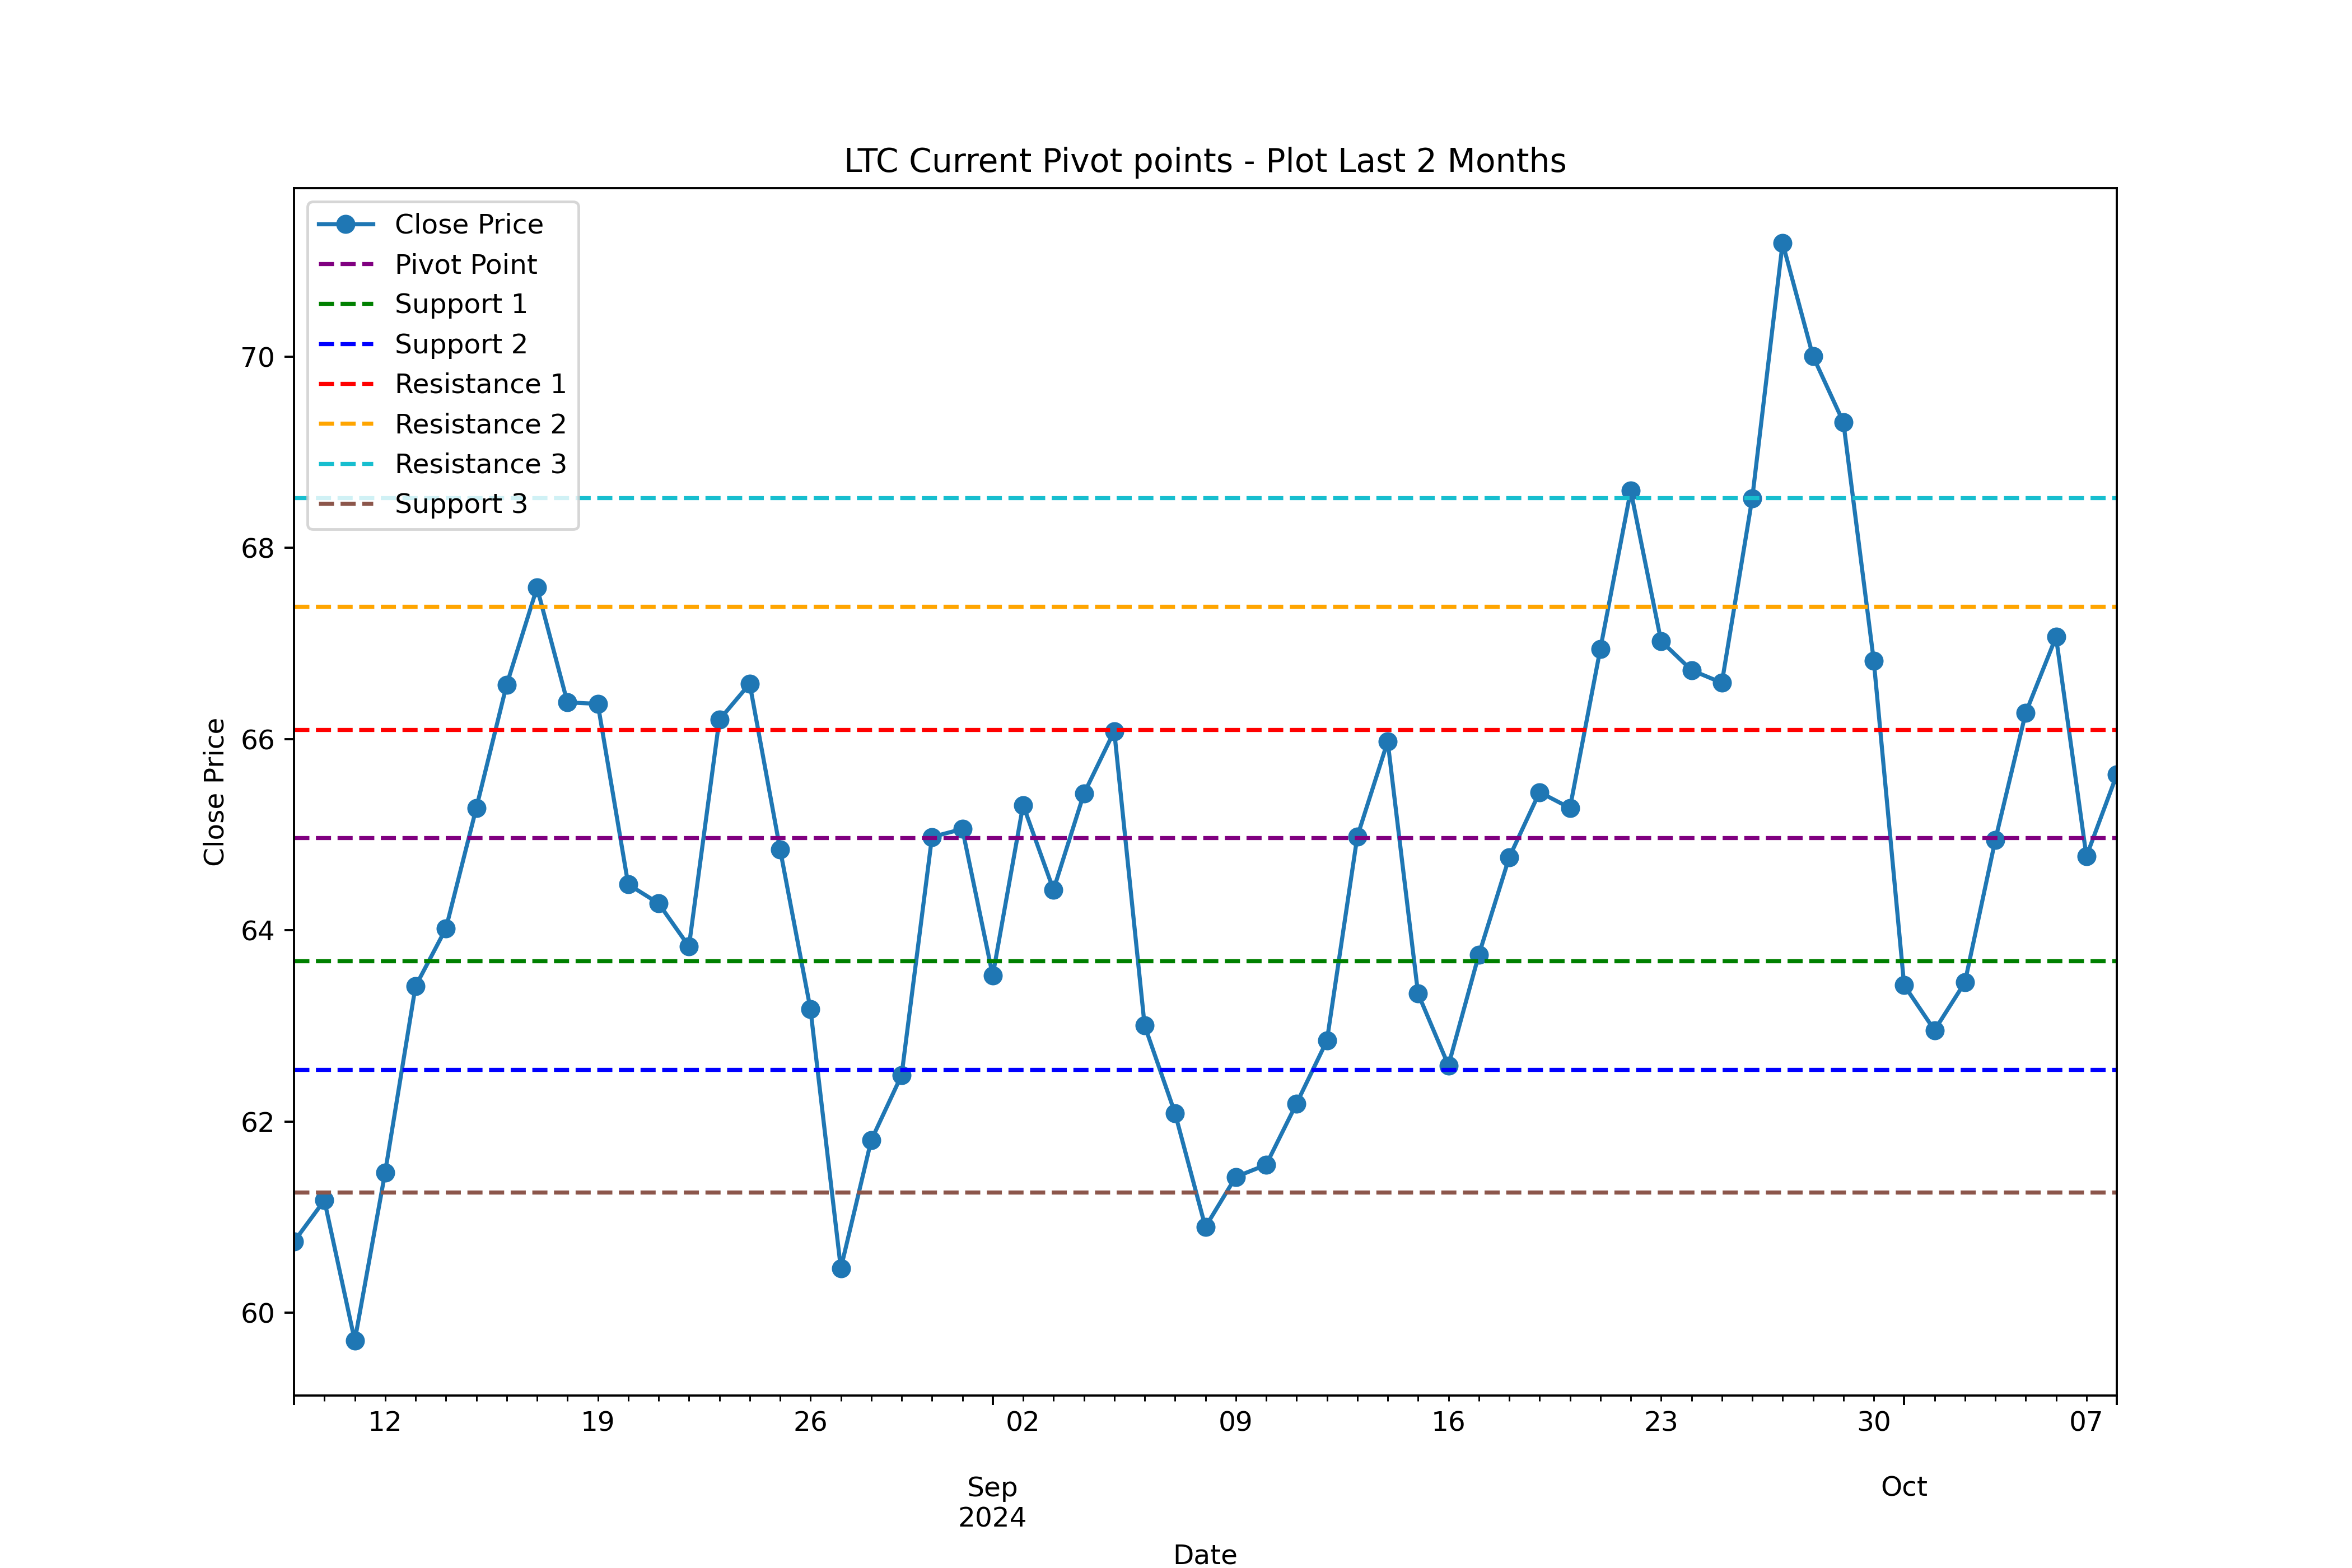 LTC Current Pivot points - Plot Last 2 Months
Close Price
Pivot Point
Support 1
Support 2
Resistance 1
Resistance 2
Resistance 3
Support 3
70
68
66
64
62
60
Close Price
12 19 26 02 09 16 23 30 07
Sep Oct
2024
Date